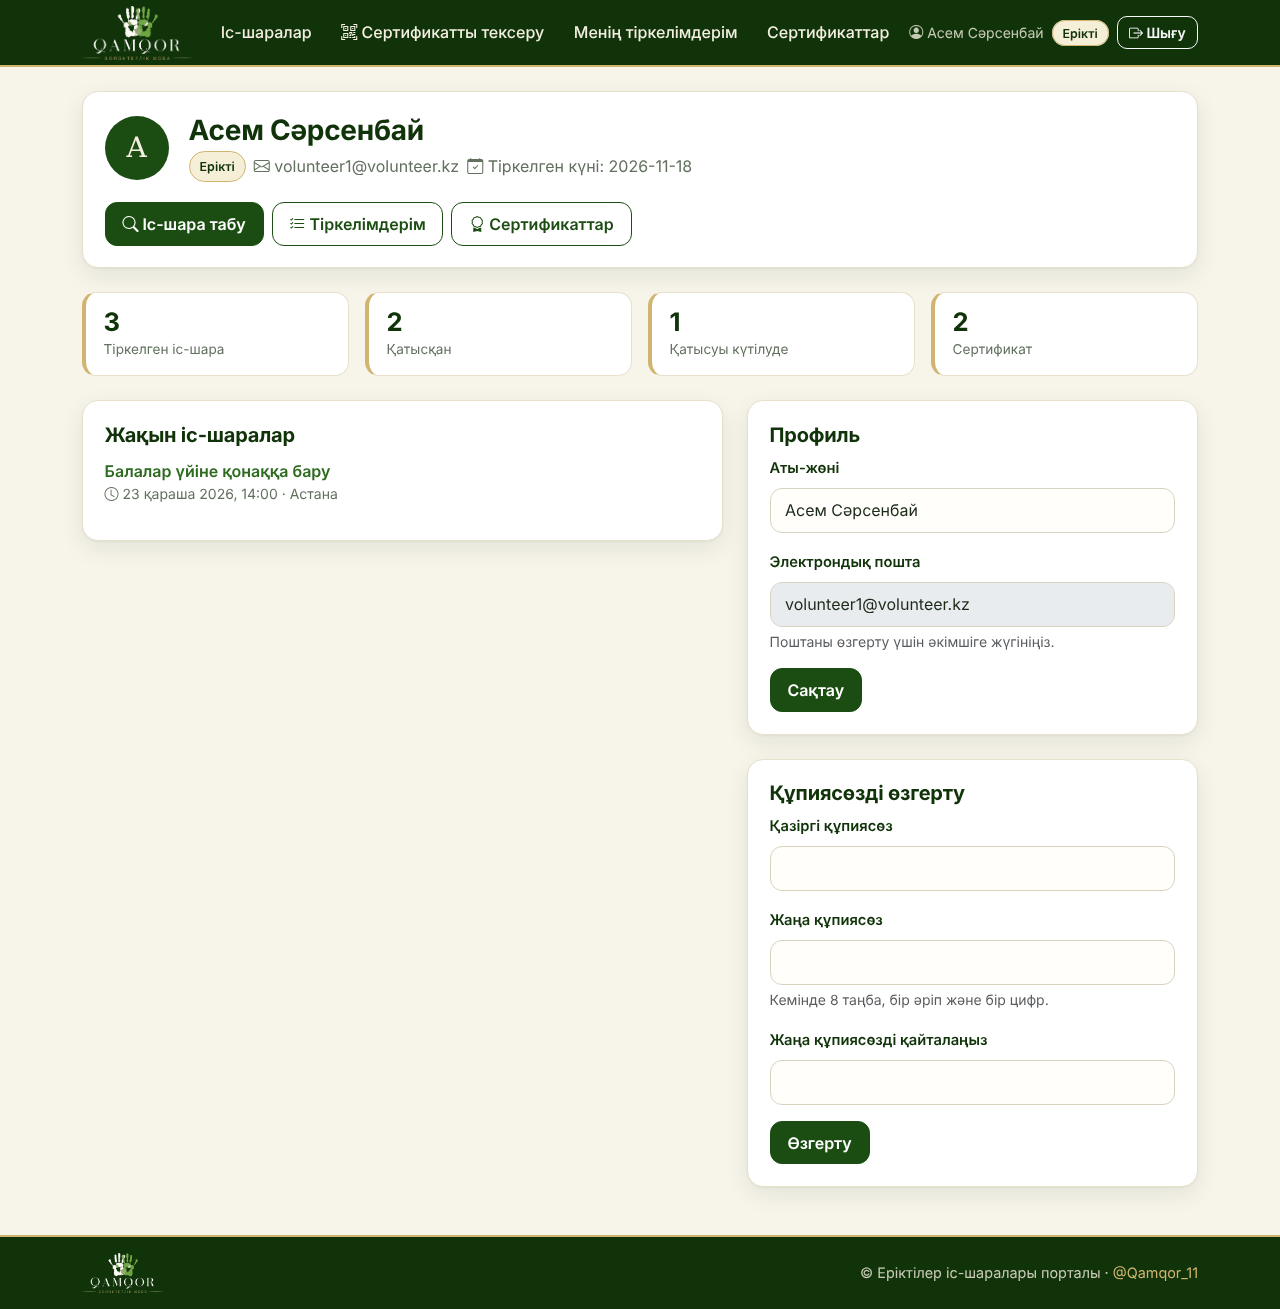 QAMQOR
Іс-шаралар
Сертификатты тексеру
Менің тіркелімдерім
Сертификаттар
Асем Сәрсенбай
Ерікті
Шығу
А
Асем Сәрсенбай
Ерікті volunteer1@volunteer.kz Тіркелген күні: 2026-11-18
Іс-шара табу
Тіркелімдерім
Сертификаттар
3
Тіркелген іс-шара
2
Қатысқан
1
Қатысуы күтілуде
2
Сертификат
Жақын іс-шаралар
Балалар үйіне қонаққа бару
23 қараша 2026, 14:00 · Астана
Профиль
Аты-жөні
Асем Сәрсенбай
Электрондық пошта
volunteer1@volunteer.kz
Поштаны өзгерту үшін әкімшіге жүгініңіз.
Сақтау
Құпиясөзді өзгерту
Қазіргі құпиясөз
Жаңа құпиясөз
Кемінде 8 таңба, бір әріп және бір цифр.
Жаңа құпиясөзді қайталаңыз
Өзгерту
QAMQOR
© Еріктілер іс-шаралары порталы · @Qamqor_11